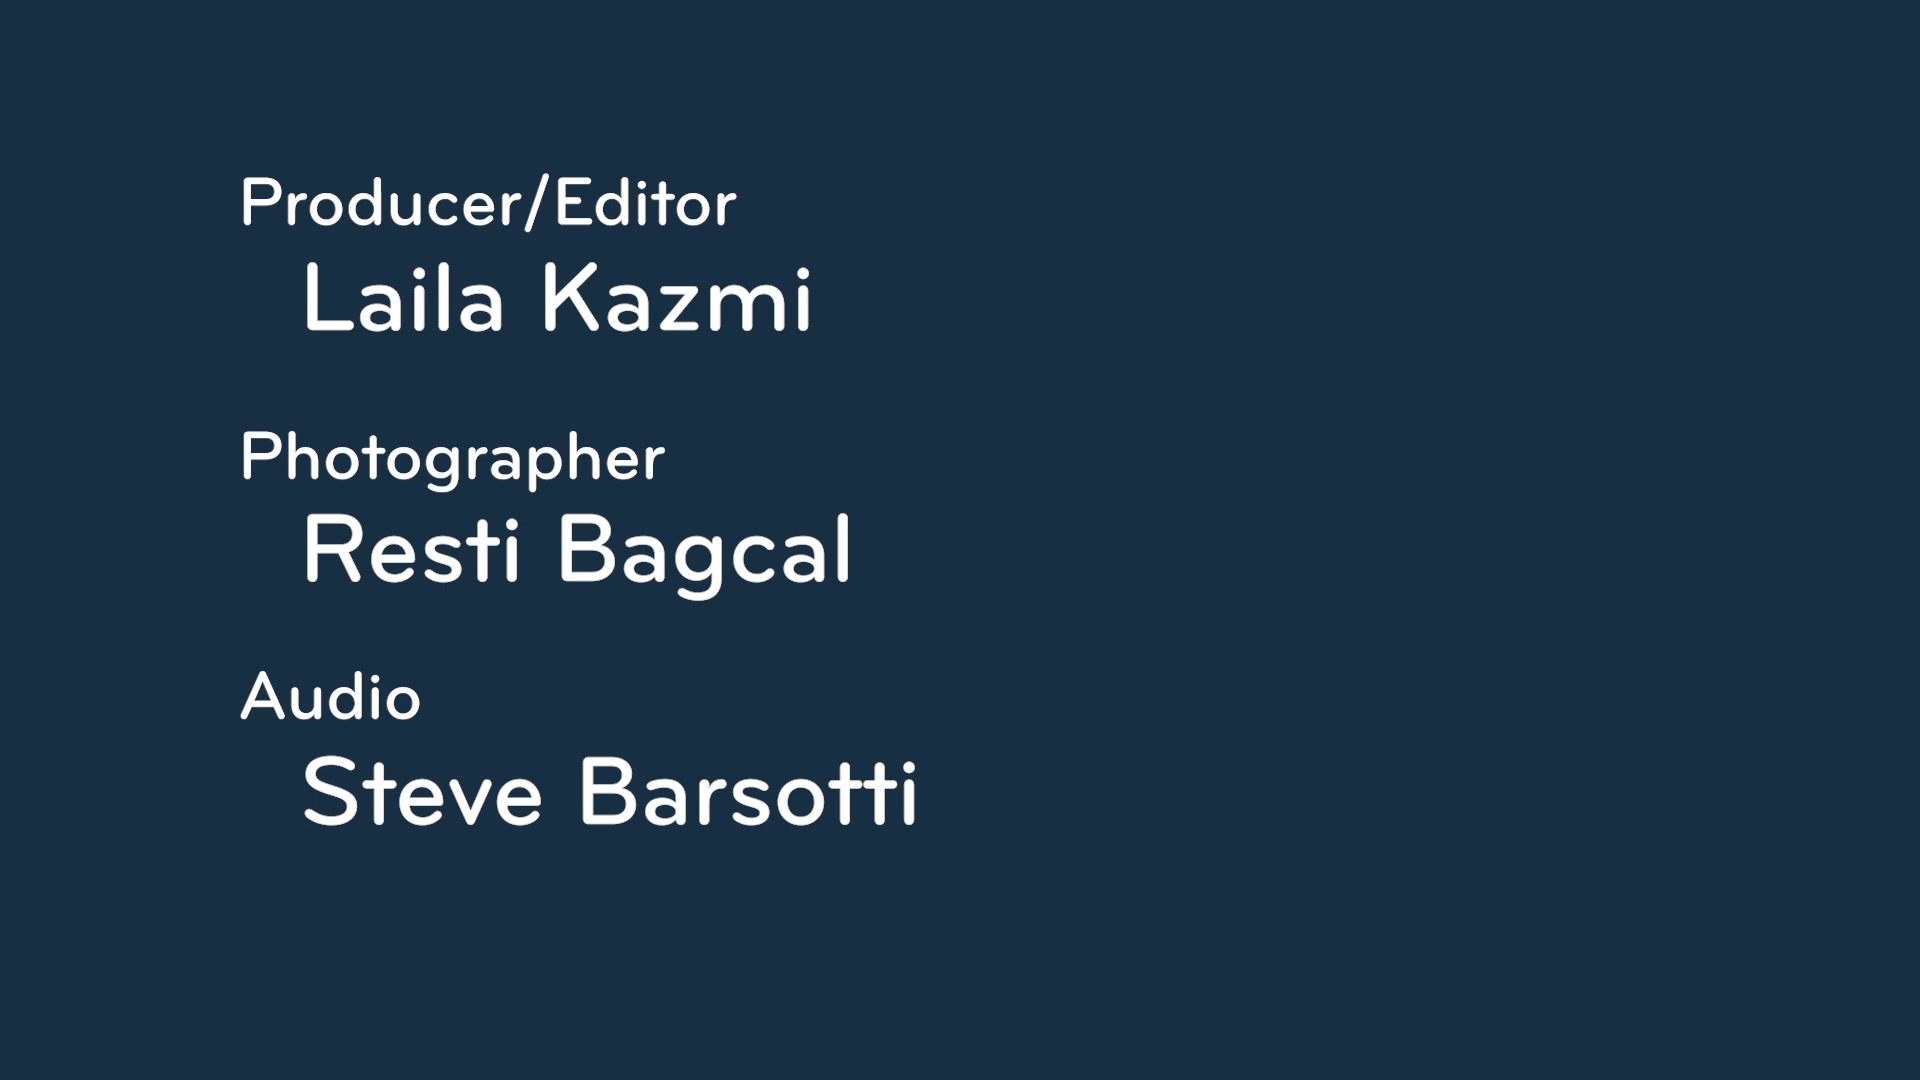 Producer/Editor
Laila Kazmi
Photographer
Resti Bagcal
Audio
Steve Barsotti